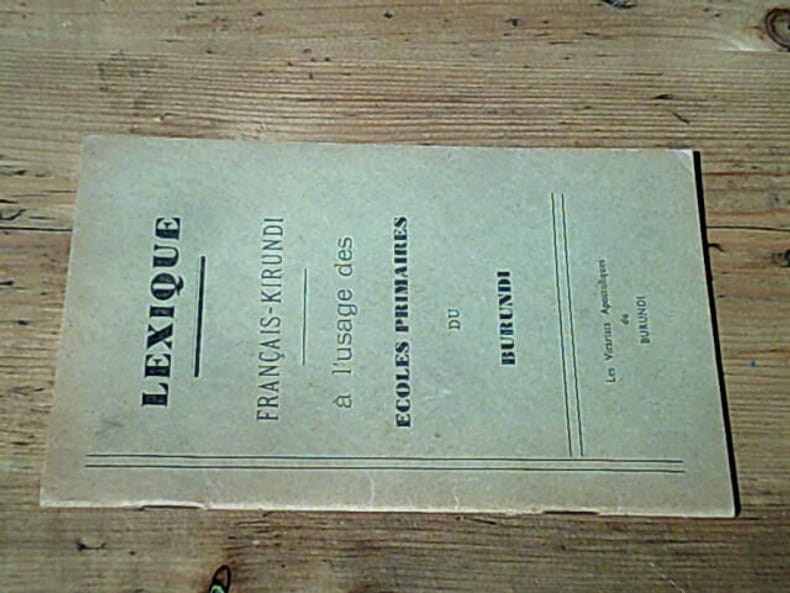 LEXIQUE
FRANÇAIS-KIRUNDI
à l'usage des
ECOLES PRIMAIRES
DU
BURUNDI
Les Vicariats Apostoliques
du
BURUNDI